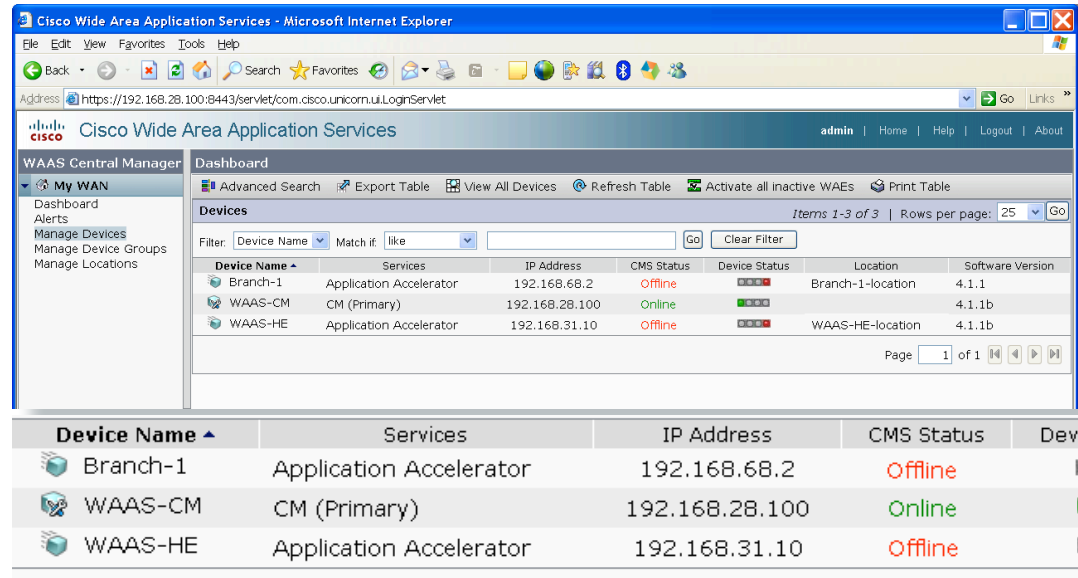 Cisco Wide Area Application Services - Microsoft Internet Explorer
File Edit View Favorites Tools Help
Back Search Favorites
Address https://192.168.28.100:8443/servlet/com.cisco.unicorn.ui.LoginServlet Go Links »
cisco Cisco Wide Area Application Services admin | Home | Help | Logout | About
WAAS Central Manager Dashboard
My WAN Advanced Search Export Table View All Devices Refresh Table Activate all inactive WAEs Print Table
Dashboard
Alerts
Manage Devices
Manage Device Groups
Manage Locations
Devices Items 1-3 of 3 | Rows per page: 25 Go
Filter: Device Name Match if: like Go Clear Filter
Device Name Services IP Address CMS Status Device Status Location Software Version
Branch-1 Application Accelerator 192.168.68.2 Offline Branch-1-location 4.1.1
WAAS-CM CM (Primary) 192.168.28.100 Online 4.1.1b
WAAS-HE Application Accelerator 192.168.31.10 Offline WAAS-HE-location 4.1.1b
Page 1 of 1
Device Name Services IP Address CMS Status Dev
Branch-1 Application Accelerator 192.168.68.2 Offline
WAAS-CM CM (Primary) 192.168.28.100 Online
WAAS-HE Application Accelerator 192.168.31.10 Offline